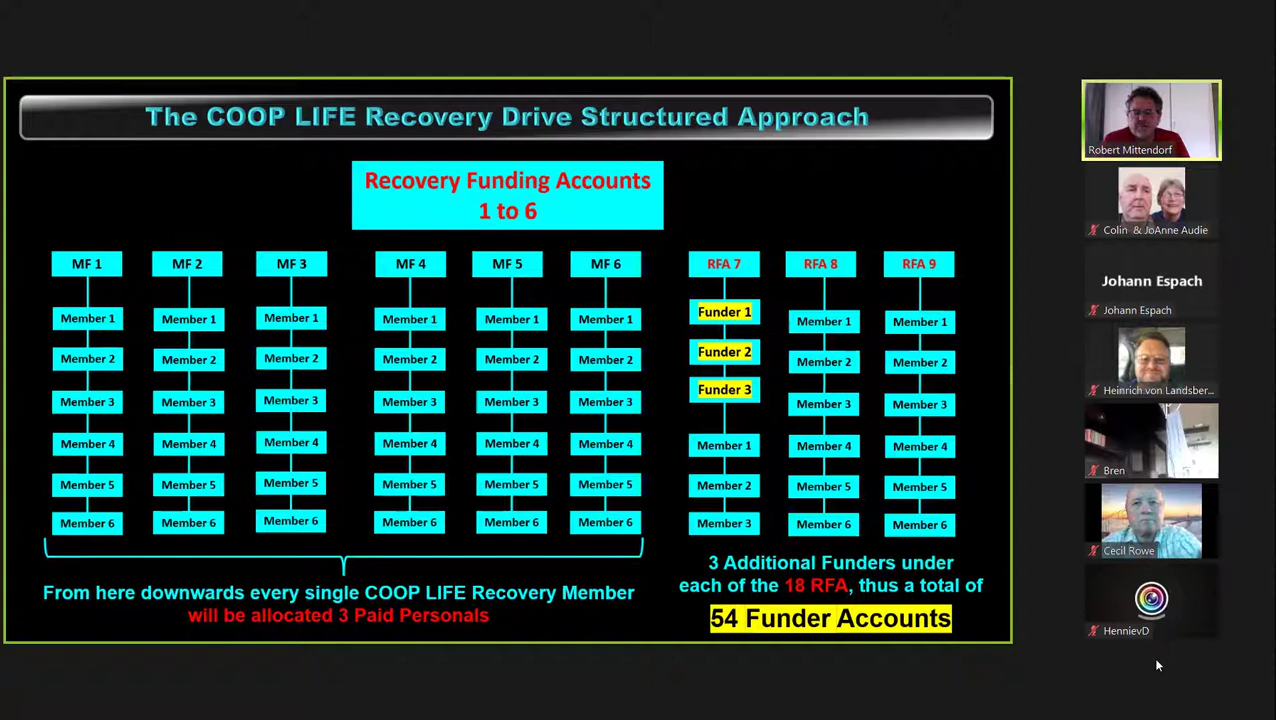 The COOP LIFE Recovery Drive Structured Approach
Recovery Funding Accounts
1 to 6
MF 1
MF 2
MF 3
MF 4
MF 5
MF 6
RFA 7
RFA 8
RFA 9
Member 1
Member 2
Member 3
Member 4
Member 5
Member 6
Member 1
Member 2
Member 3
Member 4
Member 5
Member 6
Member 1
Member 2
Member 3
Member 4
Member 5
Member 6
Member 1
Member 2
Member 3
Member 4
Member 5
Member 6
Member 1
Member 2
Member 3
Member 4
Member 5
Member 6
Member 1
Member 2
Member 3
Member 4
Member 5
Member 6
Funder 1
Funder 2
Funder 3
Member 1
Member 2
Member 3
Member 1
Member 2
Member 3
Member 4
Member 5
Member 6
Member 1
Member 2
Member 3
Member 4
Member 5
Member 6
From here downwards every single COOP LIFE Recovery Member
will be allocated 3 Paid Personals
3 Additional Funders under
each of the 18 RFA, thus a total of
54 Funder Accounts
Robert Mittendorf
Colin & JoAnne Audie
Johann Espach
Johann Espach
Heinrich von Landsber...
Bren
Cecil Rowe
HennievD